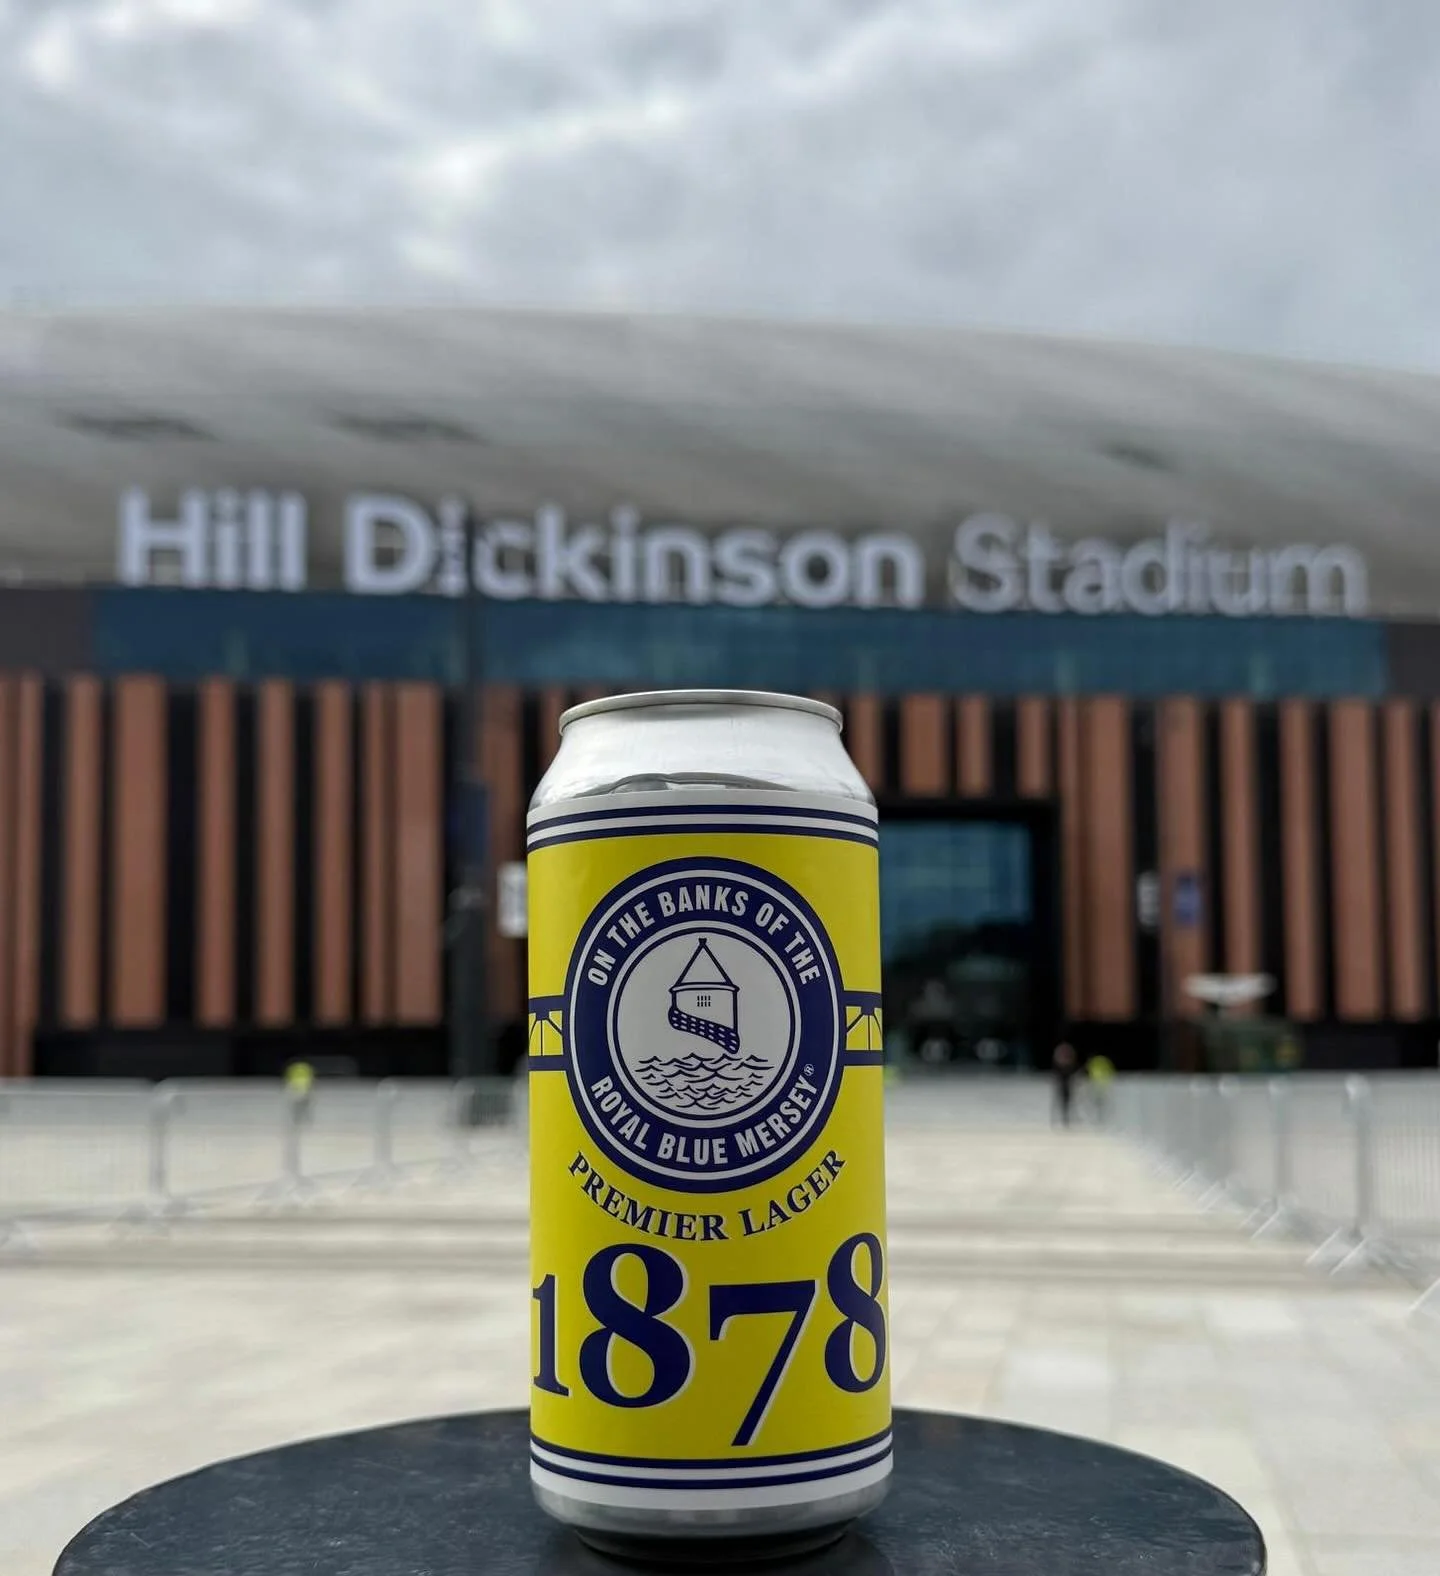 Hill Dickinson Stadium
ON THE BANKS OF THE
ROYAL BLUE MERSEY®
PREMIER LAGER
1878